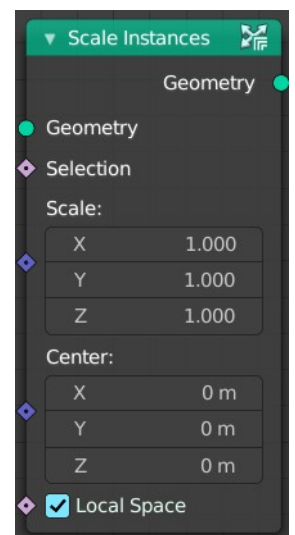 Scale Instances
Geometry
Geometry
Selection
Scale:
X 1.000
Y 1.000
Z 1.000
Center:
X 0 m
Y 0 m
Z 0 m
Local Space